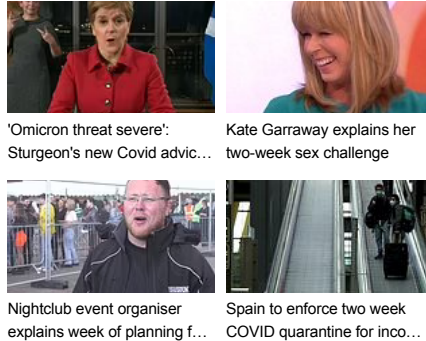 'Omicron threat severe':
Sturgeon's new Covid advic...
Kate Garraway explains her
two-week sex challenge
Nightclub event organiser
explains week of planning f...
Spain to enforce two week
COVID quarantine for inco...